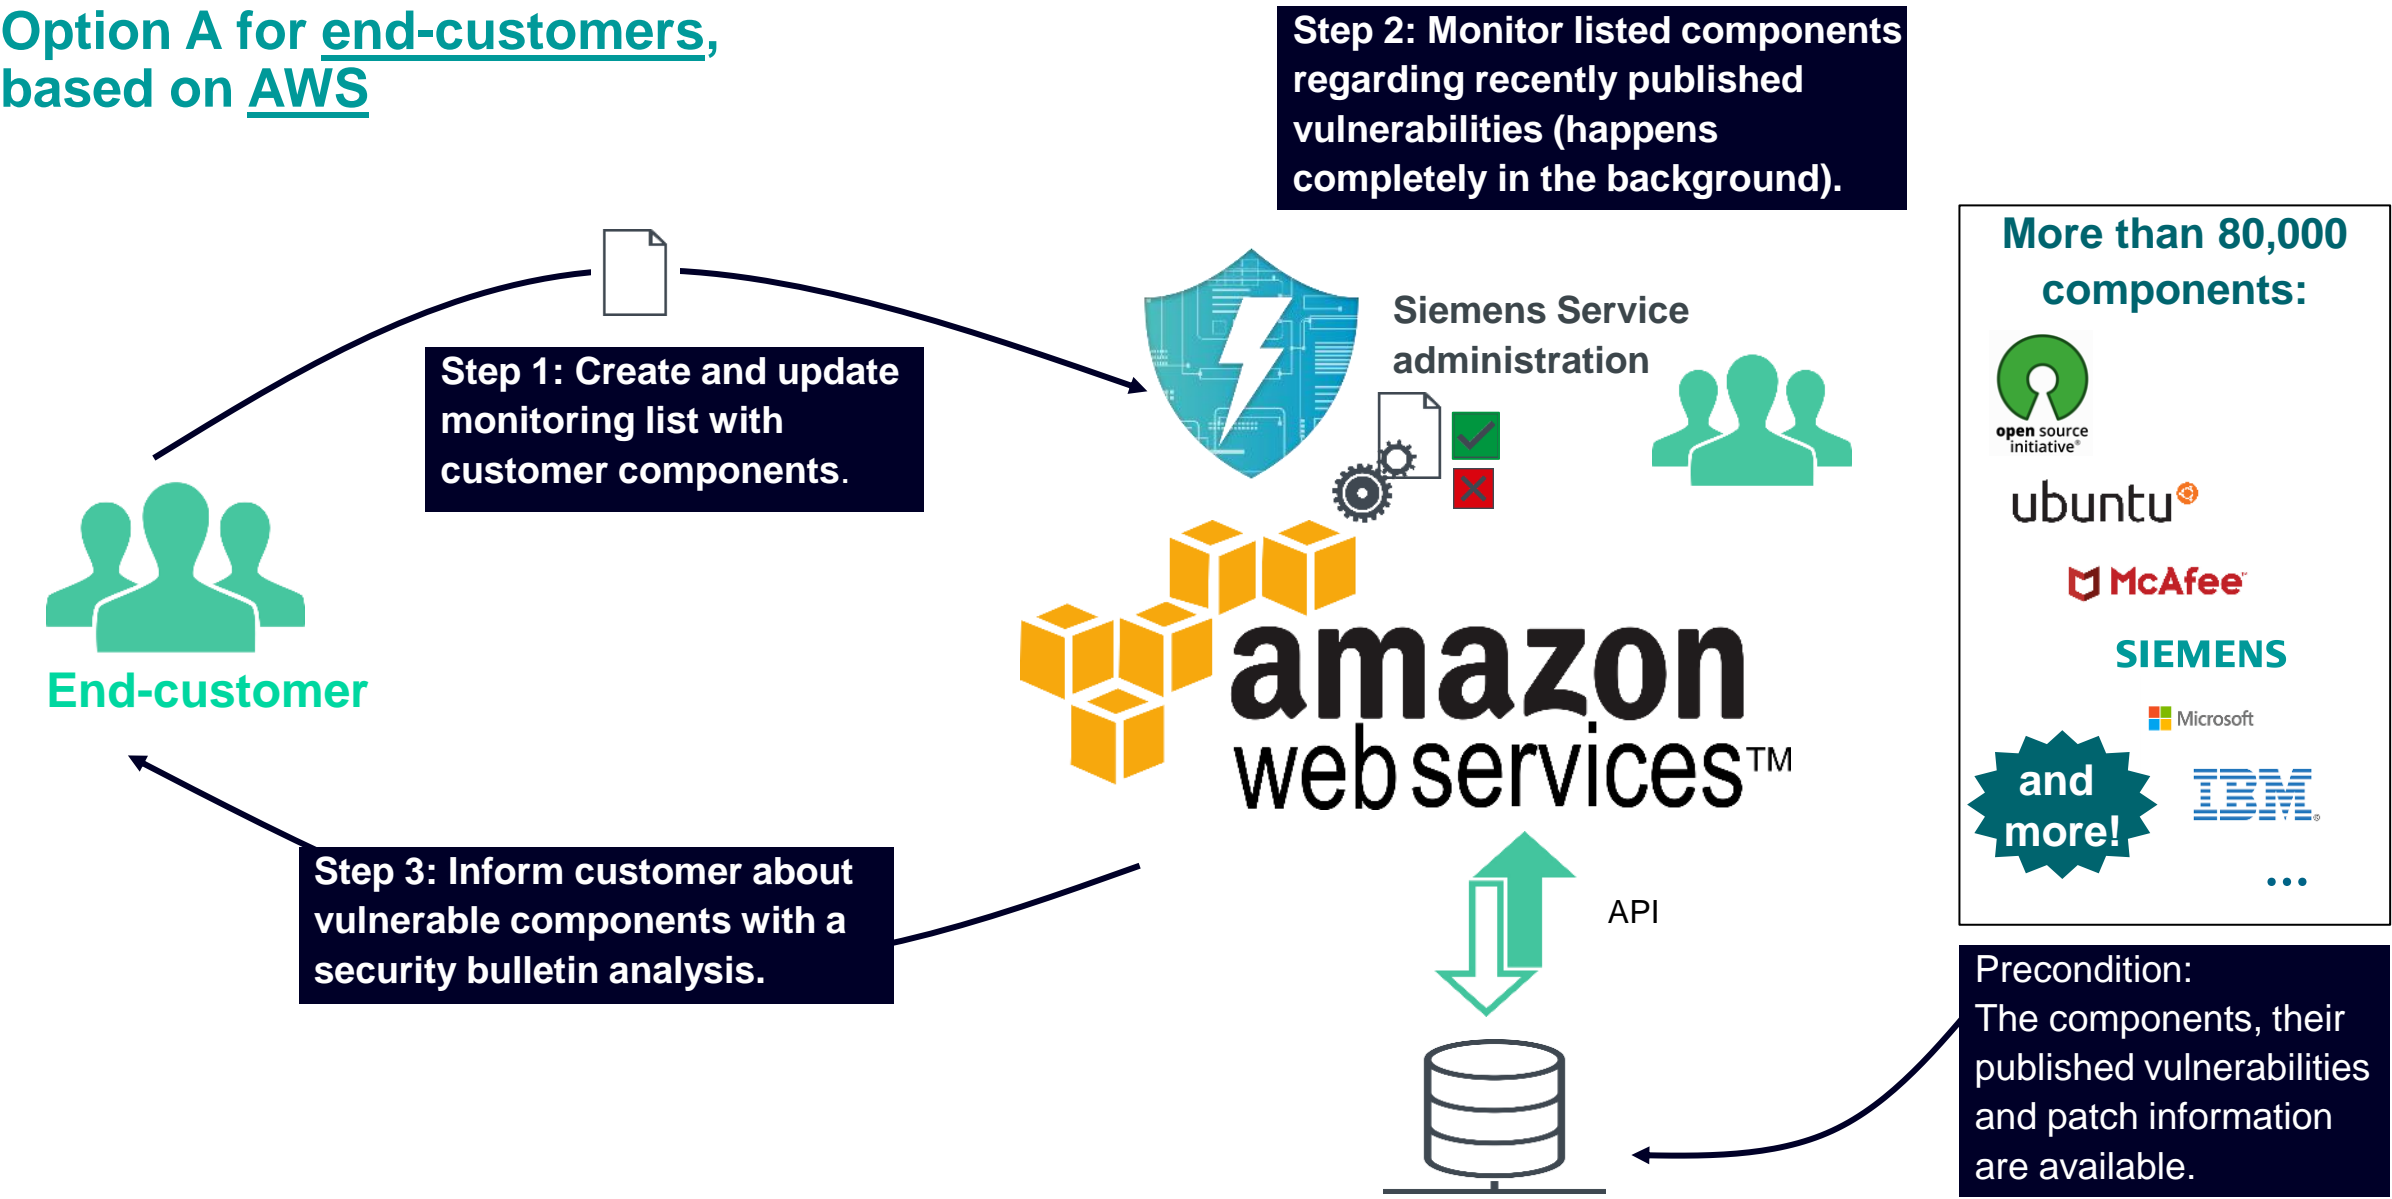 Option A for end-customers,
based on AWS
Step 2: Monitor listed components
regarding recently published
vulnerabilities (happens
completely in the background).
Step 1: Create and update
monitoring list with
customer components.
Siemens Service
administration
More than 80,000
components:
open source
initiative®
ubuntu
McAfee™
SIEMENS
Microsoft
and
more!
IBM®
...
End-customer
amazon
web services™
Step 3: Inform customer about
vulnerable components with a
security bulletin analysis.
API
Precondition:
The components, their
published vulnerabilities
and patch information
are available.